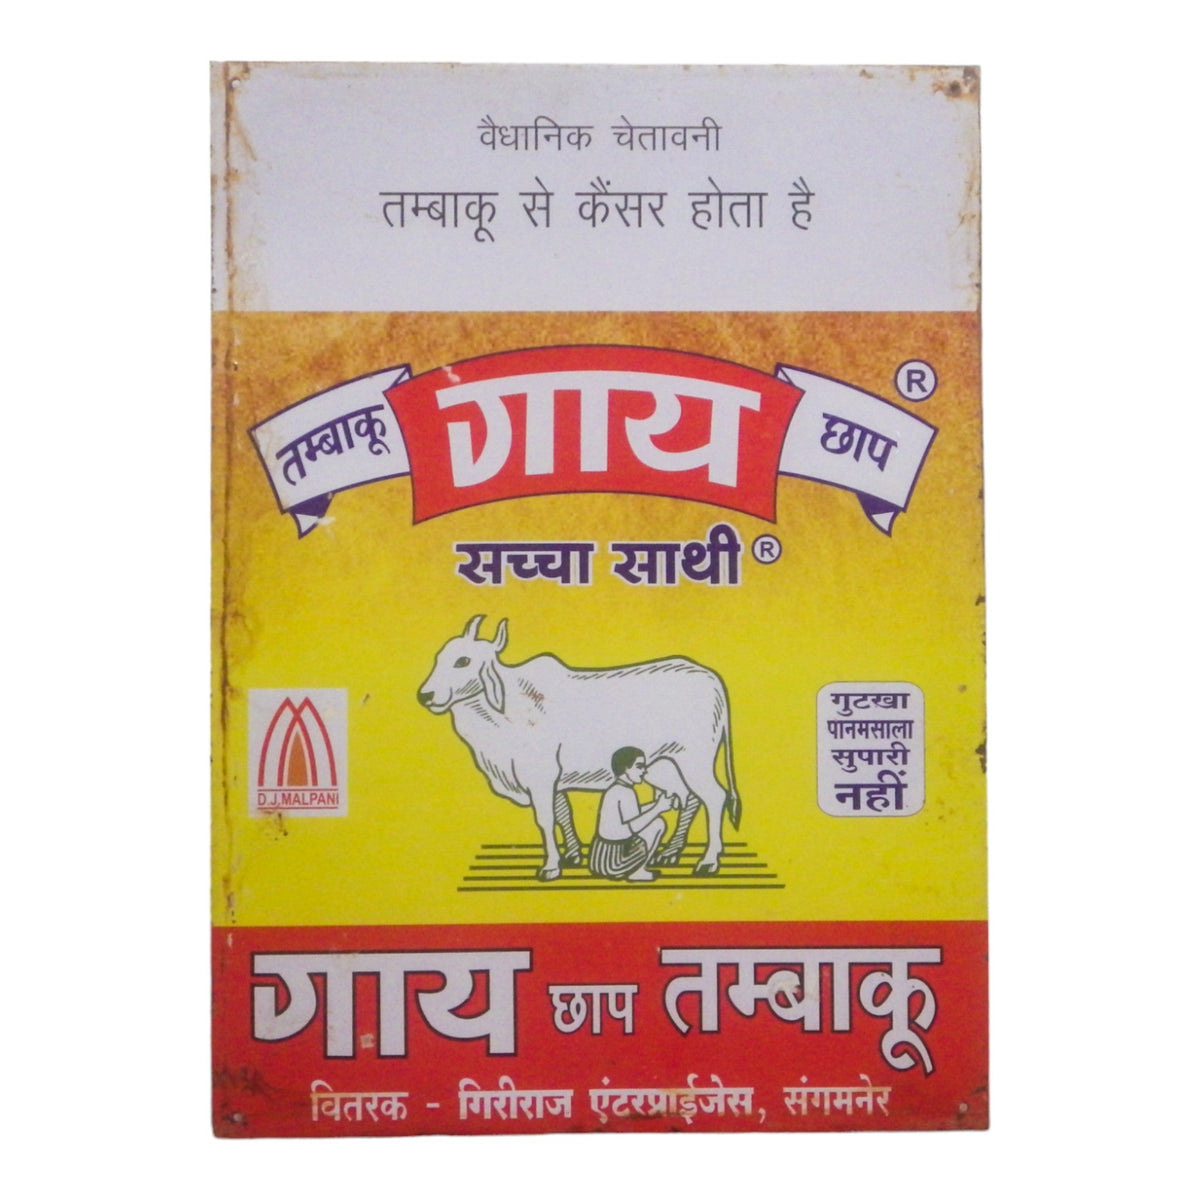 वैधानिक चेतावनी
तम्बाकू से कैंसर होता है
तम्बाकू गाय छाप ®
सच्चा साथी ®
D.J.MALPANI
गुटखा
पानमसाला
सुपारी
नहीं
गाय छाप तम्बाकू
वितरक - गिरीराज एंटरप्राईजेस, संगमनेर